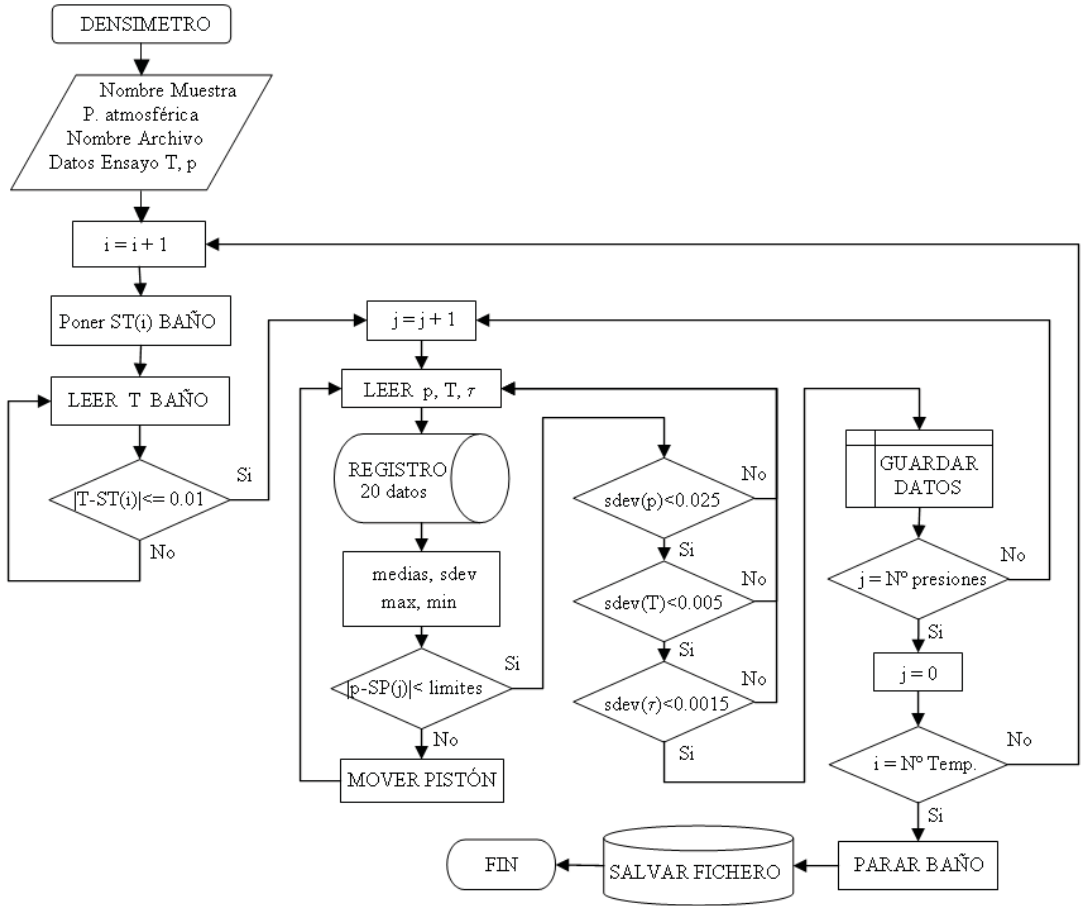 DENSIMETRO
Nombre Muestra
P. atmosférica
Nombre Archivo
Datos Ensayo T, p
i = i + 1
Poner ST(i) BAÑO
LEER T BAÑO
|T-ST(i)|<= 0.01
Si
No
j = j + 1
LEER p, T, τ
REGISTRO
20 datos
medias, sdev
max, min
|p-SP(j)|< limites
Si
No
MOVER PISTÓN
sdev(p)<0.025
No
Si
sdev(T)<0.005
No
Si
sdev(τ)<0.0015
No
Si
GUARDAR
DATOS
j = Nº presiones
No
Si
j = 0
i = Nº Temp.
No
Si
PARAR BAÑO
SALVAR FICHERO
FIN